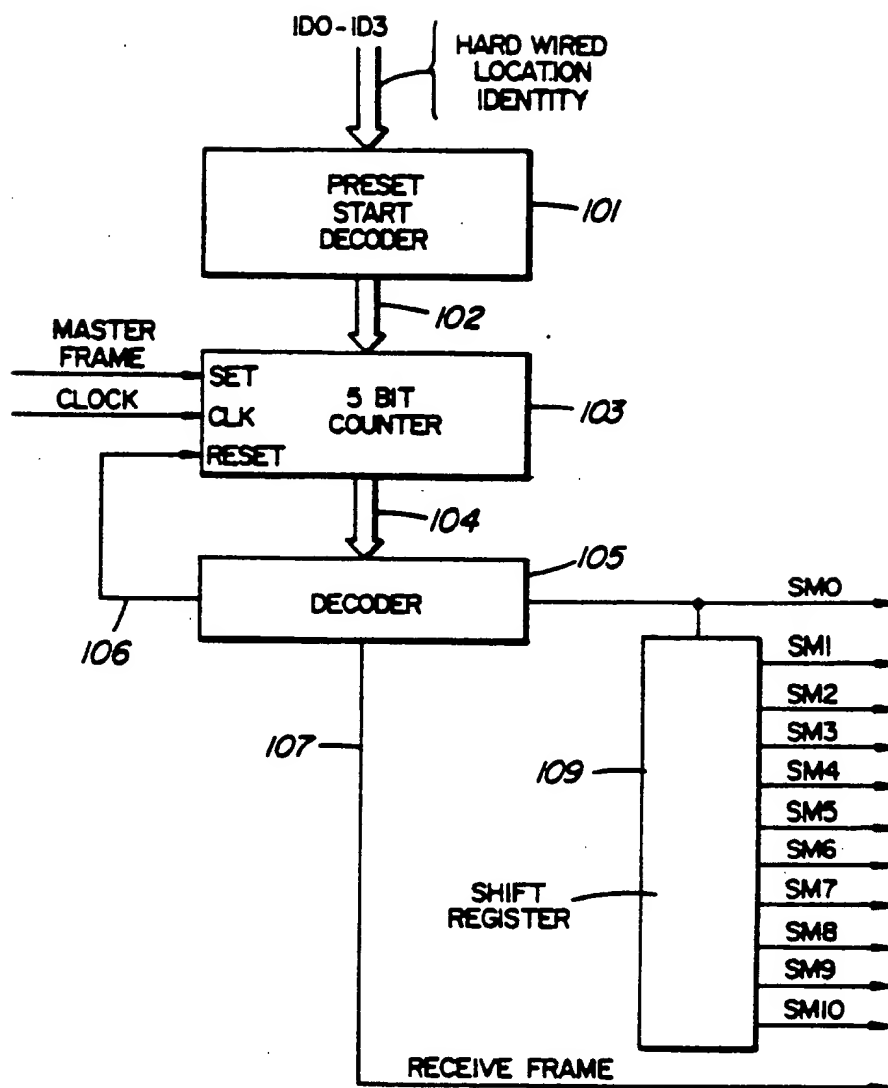 ID0-ID3
HARD WIRED
LOCATION
IDENTITY
PRESET
START
DECODER
101
102
MASTER
FRAME
CLOCK
SET
CLK
RESET
5 BIT
COUNTER
103
104
105
DECODER
106
SM0
SM1
SM2
SM3
SM4
SM5
SM6
SM7
SM8
SM9
SM10
107
109
SHIFT
REGISTER
RECEIVE FRAME